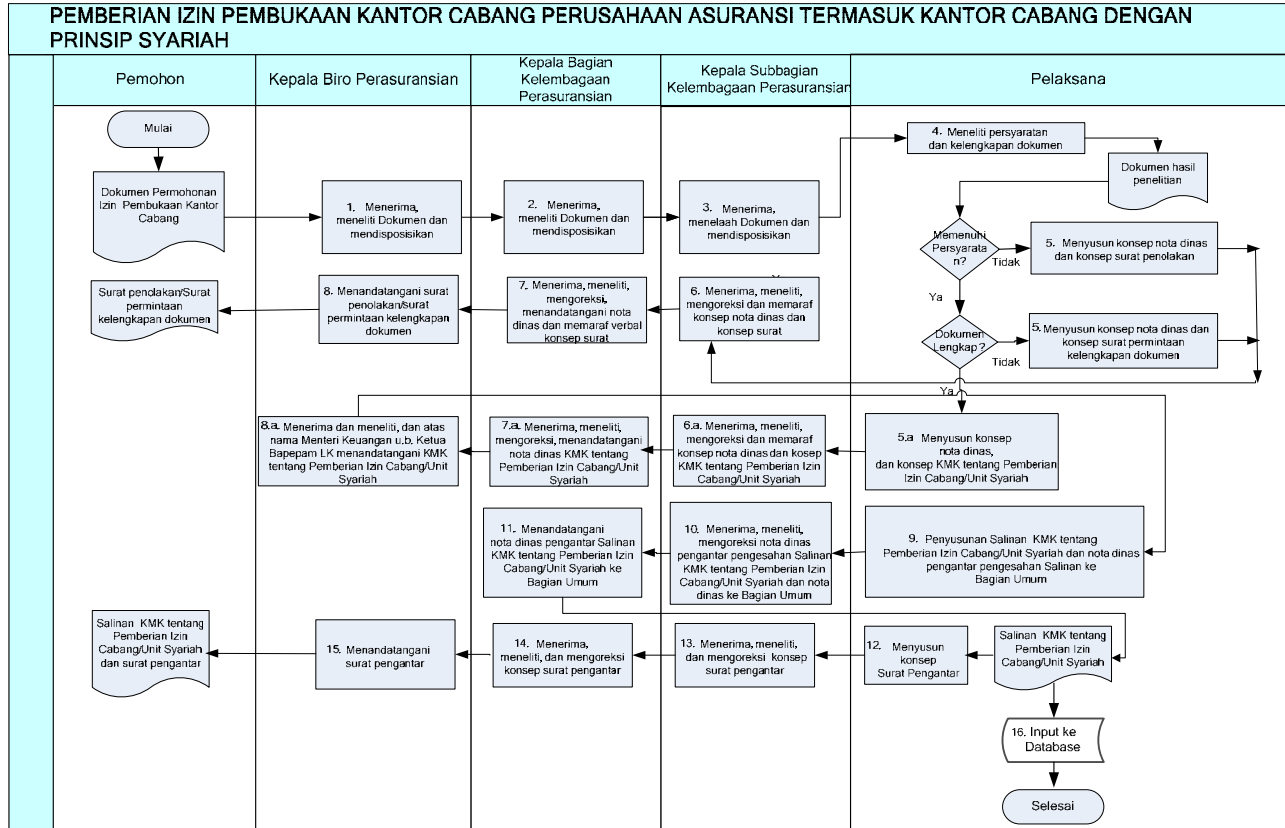 PEMBERIAN IZIN PEMBUKAAN KANTOR CABANG PERUSAHAAN ASURANSI TERMASUK KANTOR CABANG DENGAN
PRINSIP SYARIAH
Pemohon
Kepala Biro Perasuransian
Kepala Bagian
Kelembagaan
Perasuransian
Kepala Subbagian
Kelembagaan Perasuransian
Pelaksana
Mulai
Dokumen Permohonan
Izin Pembukaan Kantor
Cabang
1. Menerima,
meneliti Dokumen dan
mendisposisikan
2. Menerima,
meneliti Dokumen dan
mendisposisikan
3. Menerima,
menelaah Dokumen dan
mendisposisikan
4. Meneliti persyaratan
dan kelengkapan dokumen
Dokumen hasil
penelitian
Memenuhi
Persyarata
n?
Tidak
5. Menyusun konsep nota dinas
dan konsep surat penolakan
Ya
Dokumen
Lengkap?
Tidak
5. Menyusun konsep nota dinas dan
konsep surat permintaan
kelengkapan dokumen
Ya
6. Menerima, meneliti,
mengoreksi dan memaraf
konsep nota dinas dan
konsep surat
7. Menerima, meneliti,
mengoreksi,
menandatangani nota
dinas dan memaraf verbal
konsep surat
8. Menandatangani surat
penolakan/surat
permintaan kelengkapan
dokumen
Surat penolakan/Surat
permintaan
kelengkapan dokumen
5.a Menyusun konsep
nota dinas,
dan konsep KMK tentang Pemberian
Izin Cabang/Unit Syariah
6.a. Menerima, meneliti,
mengoreksi dan memaraf
konsep nota dinas dan kosep
KMK tentang Pemberian Izin
Cabang/Unit Syariah
7.a. Menerima, meneliti,
mengoreksi, menandatangani
nota dinas KMK tentang
Pemberian Izin Cabang/Unit
Syariah
8.a. Menerima dan meneliti, dan atas
nama Menteri Keuangan u.b. Ketua
Bapepam LK menandatangani KMK
tentang Pemberian Izin Cabang/Unit
Syariah
9. Penyusunan Salinan KMK tentang
Pemberian Izin Cabang/Unit Syariah dan nota dinas
pengantar pengesahan Salinan ke
Bagian Umum
10. Menerima, meneliti,
mengoreksi nota dinas
pengantar pengesahan Salinan
KMK tentang Pemberian Izin
Cabang/Unit Syariah dan nota
dinas ke Bagian Umum
11. Menandatangani
nota dinas pengantar Salinan
KMK tentang Pemberian Izin
Cabang/Unit Syariah ke
Bagian Umum
Salinan KMK tentang
Pemberian Izin
Cabang/Unit Syariah
12. Menyusun
konsep
Surat Pengantar
13. Menerima, meneliti,
dan mengoreksi konsep
surat pengantar
14. Menerima,
meneliti, dan mengoreksi
konsep surat pengantar
15. Menandatangani
surat pengantar
Salinan KMK tentang
Pemberian Izin
Cabang/Unit Syariah
dan surat pengantar
16. Input ke
Database
Selesai